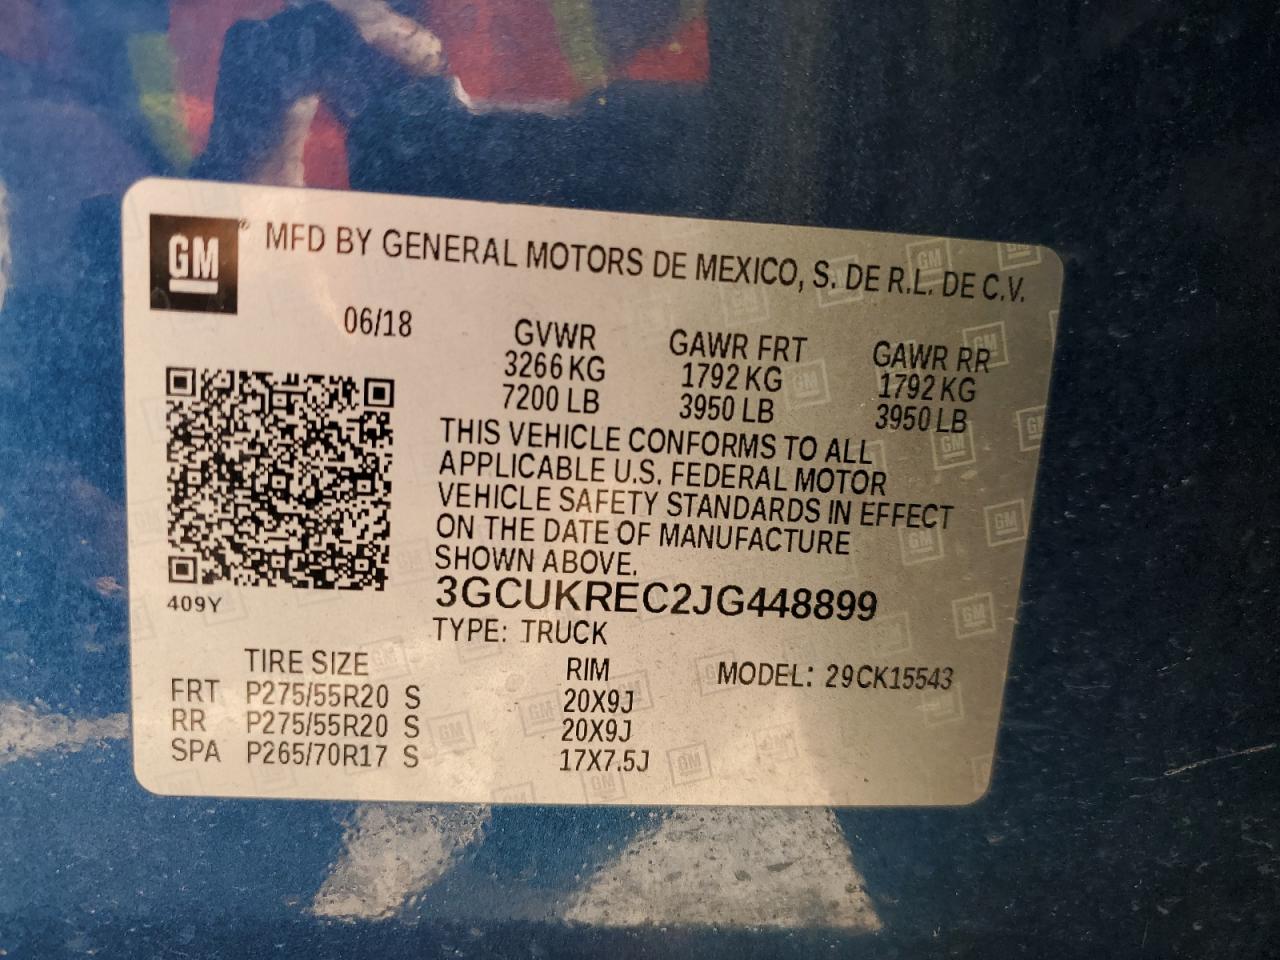 GM® MFD BY GENERAL MOTORS DE MEXICO, S. DE R.L. DE C.V.
06/18
GVWR GAWR FRT GAWR RR
3266 KG 1792 KG 1792 KG
7200 LB 3950 LB 3950 LB
THIS VEHICLE CONFORMS TO ALL
APPLICABLE U.S. FEDERAL MOTOR
VEHICLE SAFETY STANDARDS IN EFFECT
ON THE DATE OF MANUFACTURE
SHOWN ABOVE.
409Y
3GCUKREC2JG448899
TYPE: TRUCK
TIRE SIZE RIM MODEL: 29CK15543
FRT P275/55R20 S 20X9J
RR P275/55R20 S 20X9J
SPA P265/70R17 S 17X7.5J